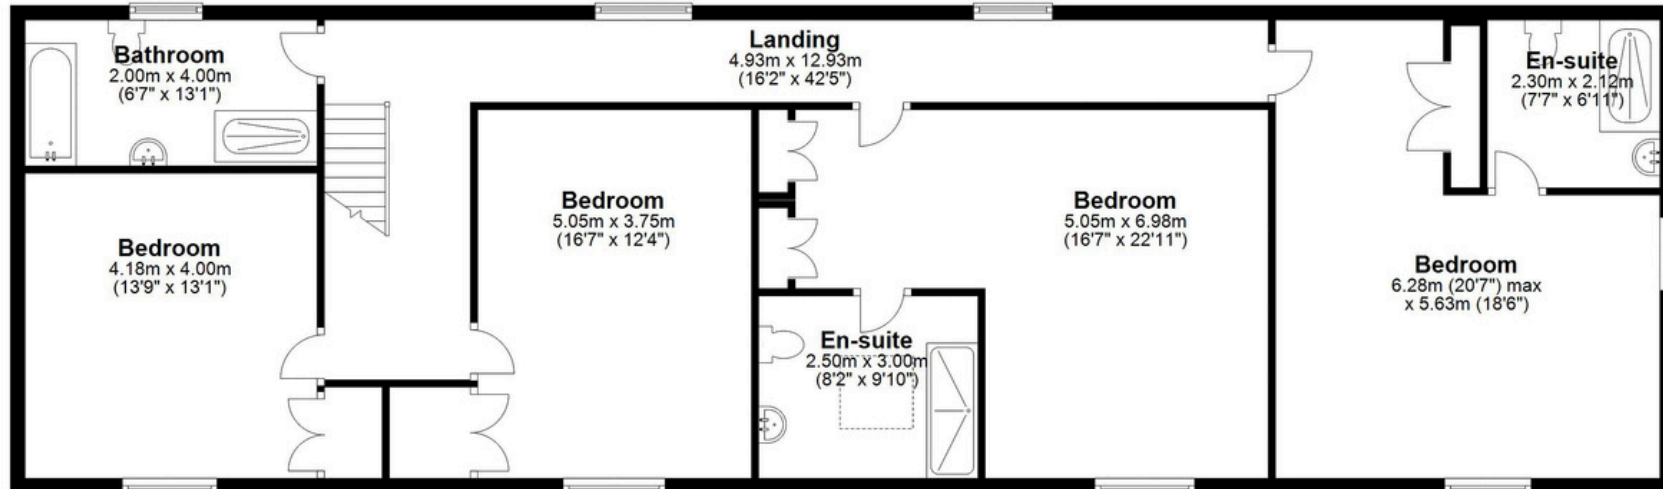 Bathroom
2.00m x 4.00m
(6'7" x 13'1")
Landing
4.93m x 12.93m
(16'2" x 42'5")
En-suite
2.30m x 2.12m
(7'7" x 6'11")
Bedroom
4.18m x 4.00m
(13'9" x 13'1")
Bedroom
5.05m x 3.75m
(16'7" x 12'4")
Bedroom
5.05m x 6.98m
(16'7" x 22'11")
Bedroom
6.28m (20'7") max
x 5.63m (18'6")
En-suite
2.50m x 3.00m
(8'2" x 9'10")